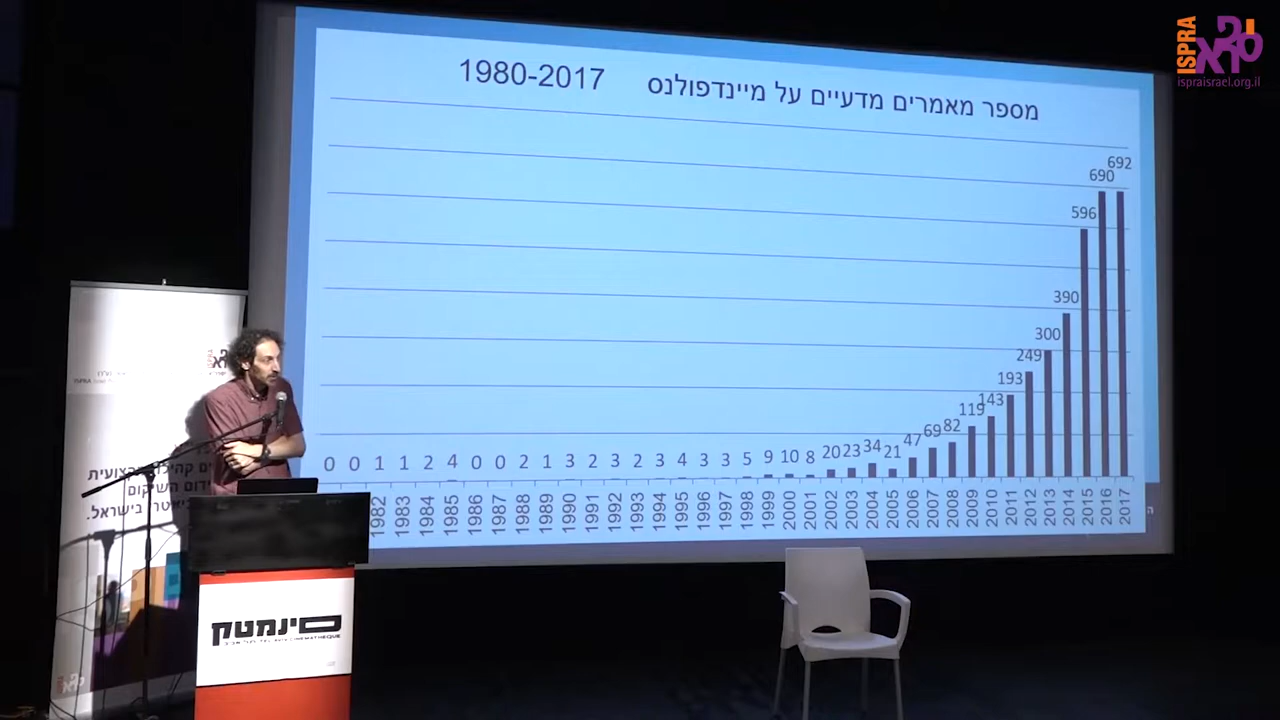 ISPRA
יספרא
ispraisrael.org.il
מספר מאמרים מדעיים על מיינדפולנס 1980-2017
0 0 1 1 2 4 0 0 2 1 3 2 3 2 3 4 3 3 5 9 10 8 20 23 34 21 47 69 82 119 143 193 249 300 390 596 690 692
1982 1983 1984 1985 1986 1987 1988 1989 1990 1991 1992 1993 1994 1995 1996 1997 1998 1999 2000 2001 2002 2003 2004 2005 2006 2007 2008 2009 2010 2011 2012 2013 2014 2015 2016 2017
ISPRA
השיקום
בישראל.
סינמטק
CINEMATHEQUE